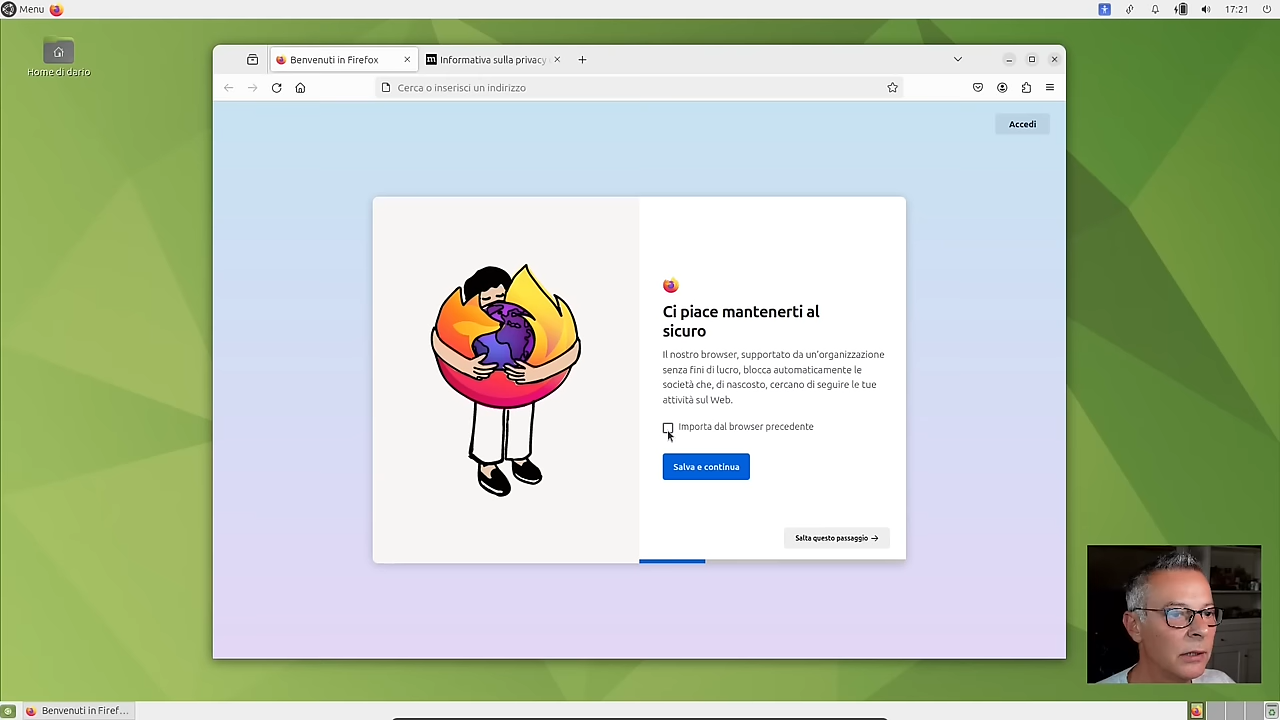 Menu
17:21
Home di dario
Benvenuti in Firefox
Informativa sulla privacy
Cerca o inserisci un indirizzo
Accedi
Ci piace mantenerti al
sicuro
Il nostro browser, supportato da un'organizzazione
senza fini di lucro, blocca automaticamente le
società che, di nascosto, cercano di seguire le tue
attività sul Web.
Importa dal browser precedente
Salva e continua
Salta questo passaggio →
Benvenuti in Firef...